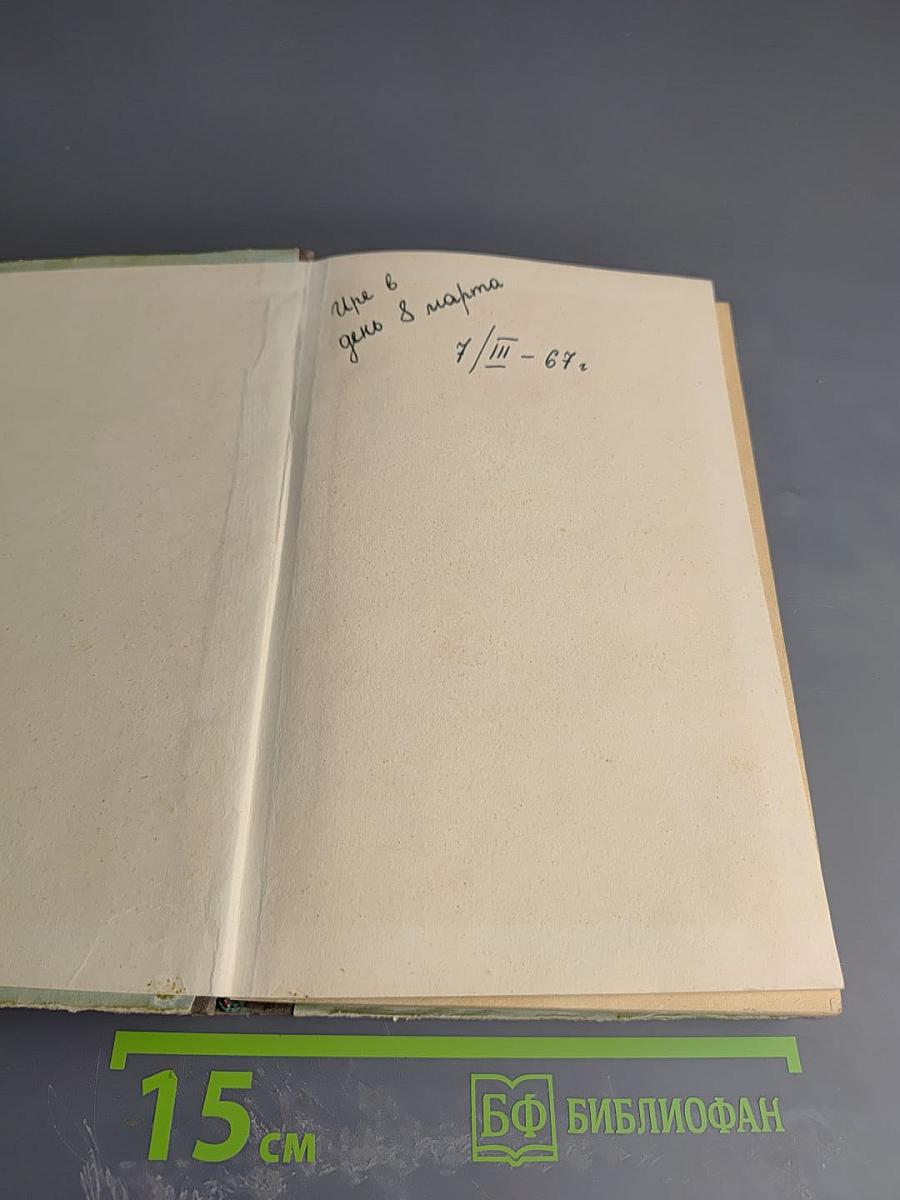 Ире в
день 8 марта
7/III - 67 г
15 см
БФ БИБЛИОФАН